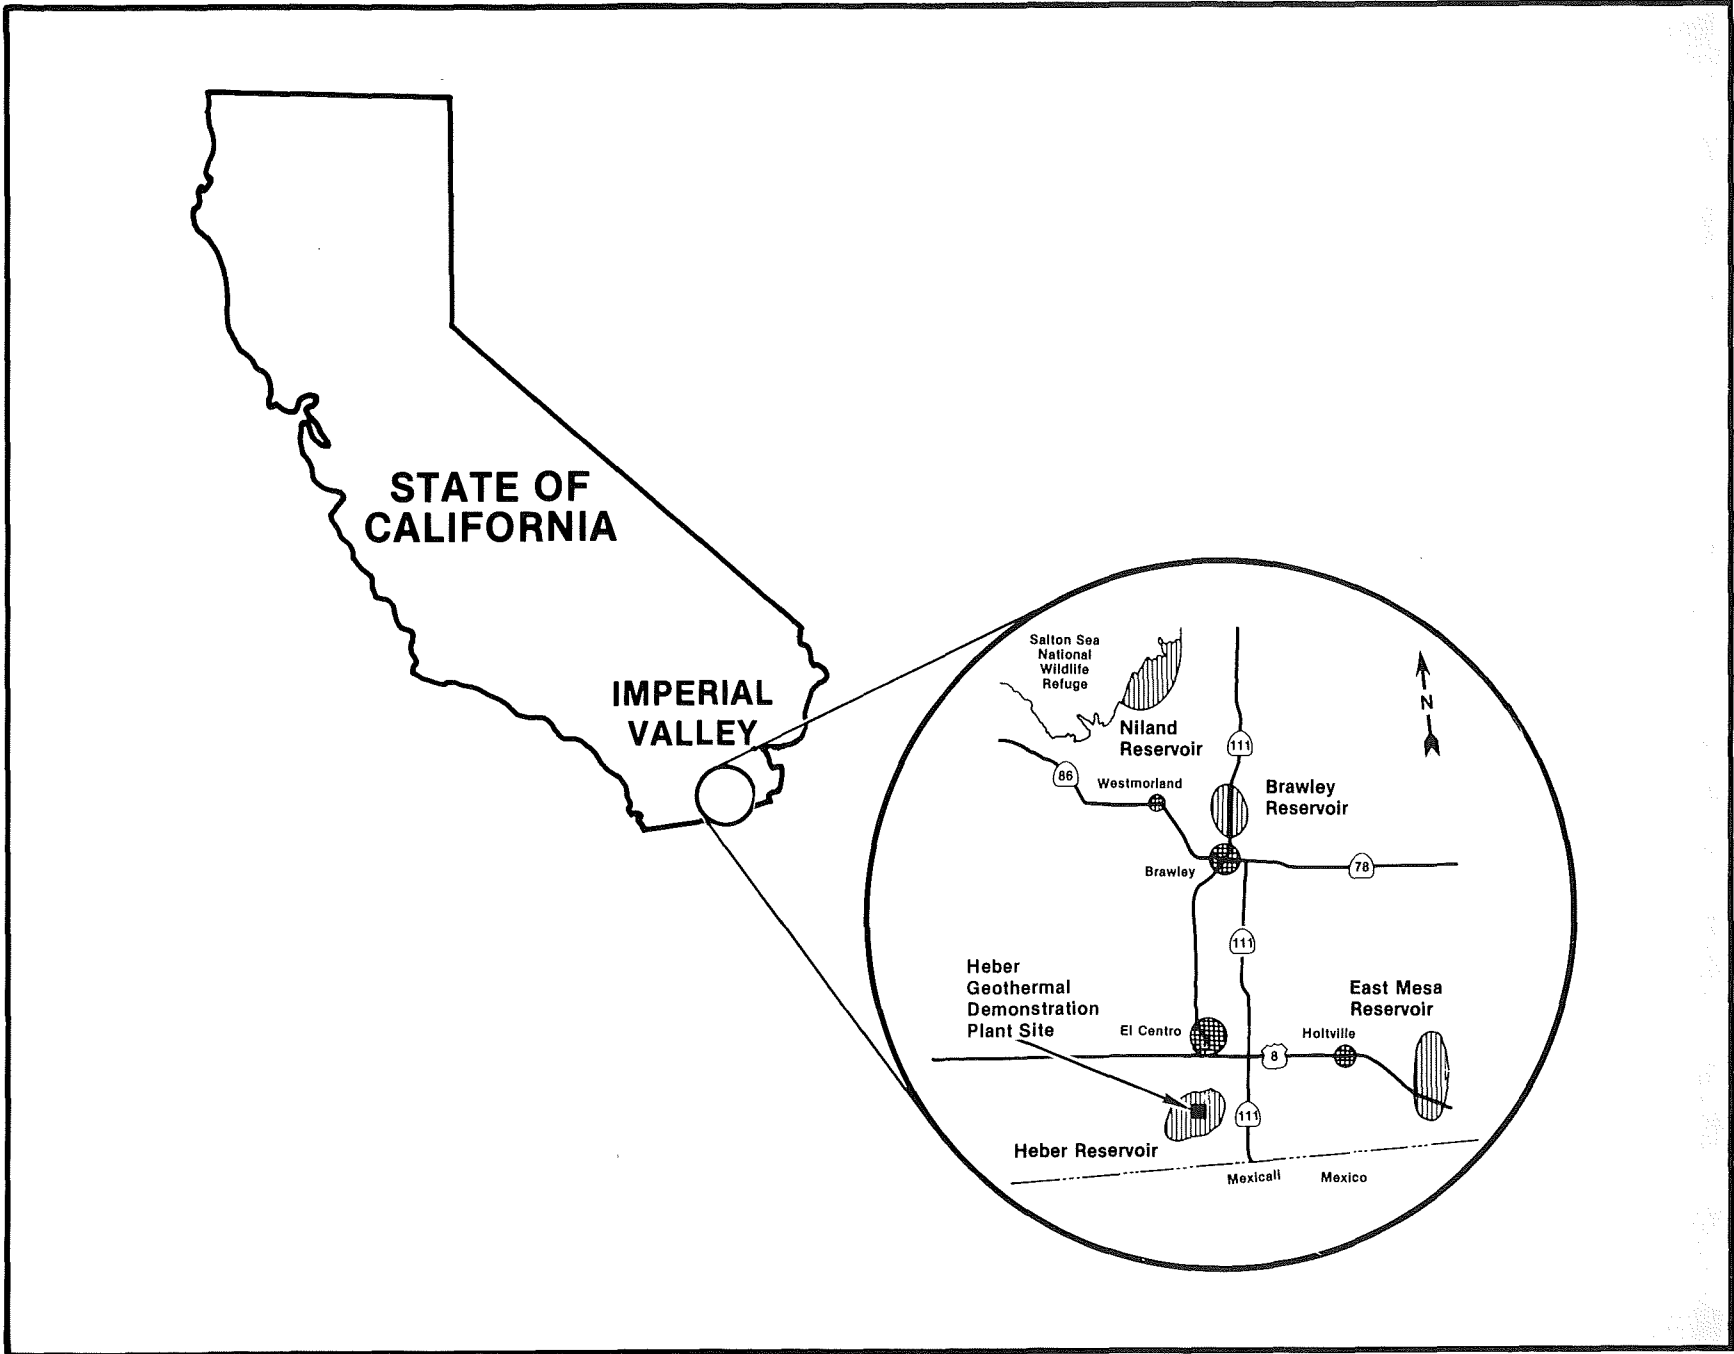 STATE OF
CALIFORNIA
IMPERIAL
VALLEY
Salton Sea
National
Wildlife
Refuge
N
Niland
Reservoir
111
86
Westmorland
Brawley
Reservoir
Brawley
78
111
Heber
Geothermal
Demonstration
Plant Site
East Mesa
Reservoir
El Centro
Holtville
8
111
Heber Reservoir
Mexicali
Mexico